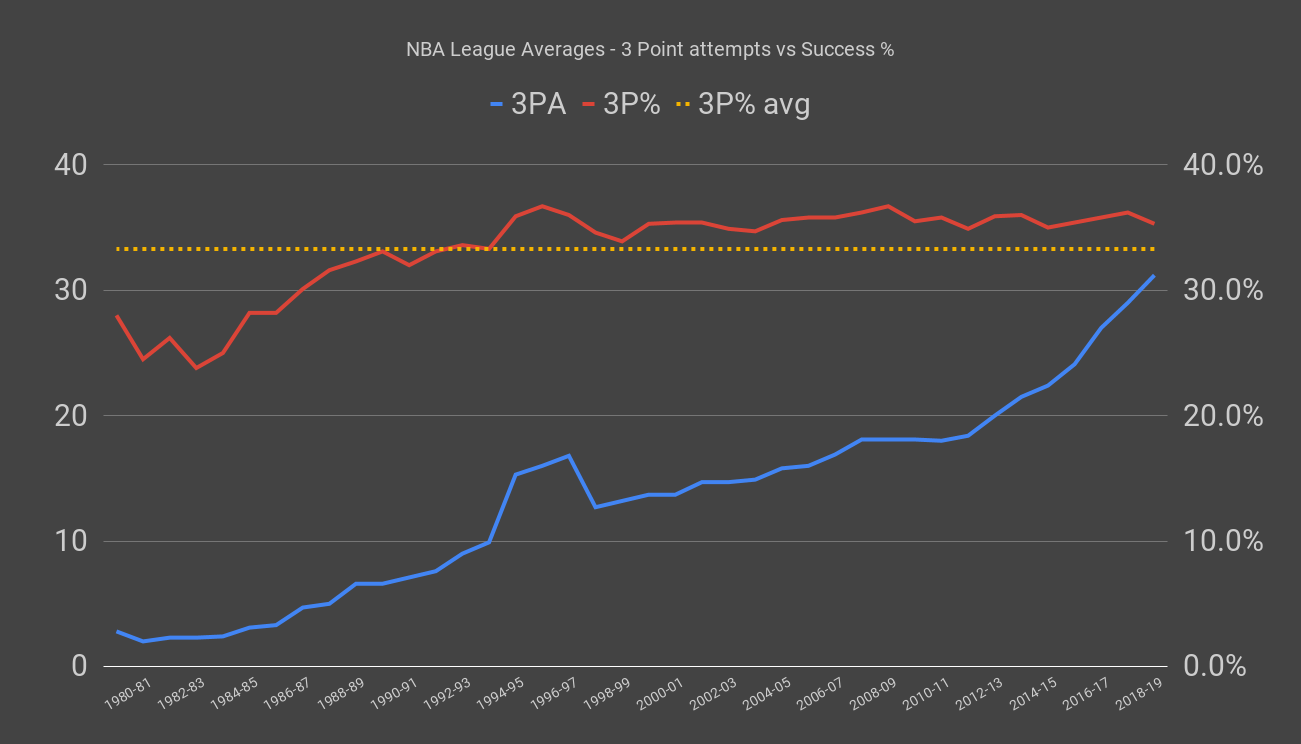 NBA League Averages - 3 Point attempts vs Success %
3PA 3P% 3P% avg
40 40.0%
30 30.0%
20 20.0%
10 10.0%
0 0.0%
1980-81 1982-83 1984-85 1986-87 1988-89 1990-91 1992-93 1994-95 1996-97 1998-99 2000-01 2002-03 2004-05 2006-07 2008-09 2010-11 2012-13 2014-15 2016-17 2018-19